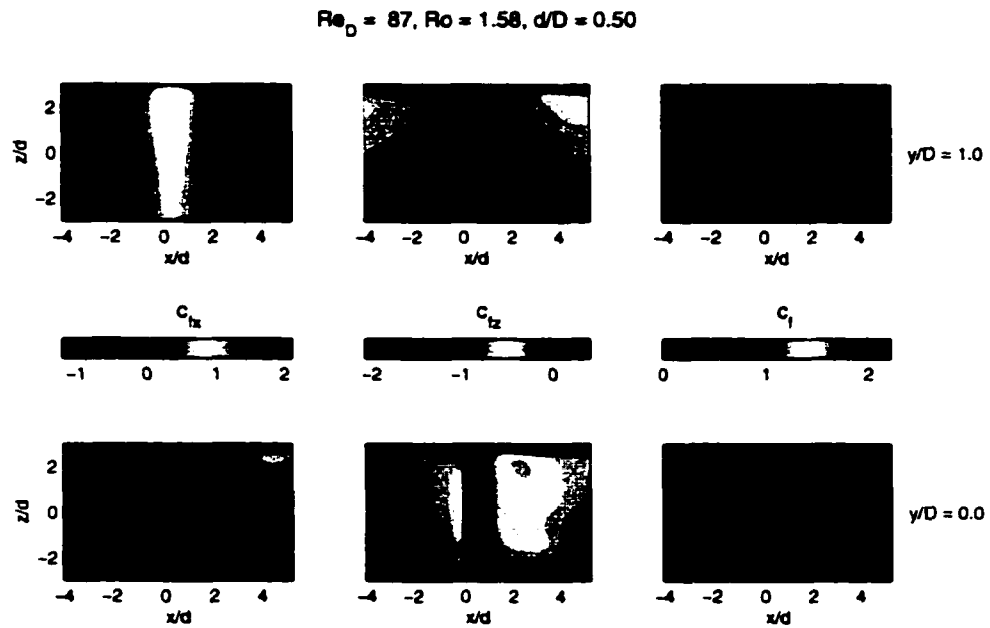 Re_D = 87, Ro = 1.58, d/D = 0.50
2
0
-2
z/d
-4 -2 0 2 4
x/d
-4 -2 0 2 4
x/d
-4 -2 0 2 4
x/d
y/D = 1.0
C_fx
-1 0 1 2
C_fz
-2 -1 0
C_f
0 1 2
2
0
-2
z/d
-4 -2 0 2 4
x/d
-4 -2 0 2 4
x/d
-4 -2 0 2 4
x/d
y/D = 0.0